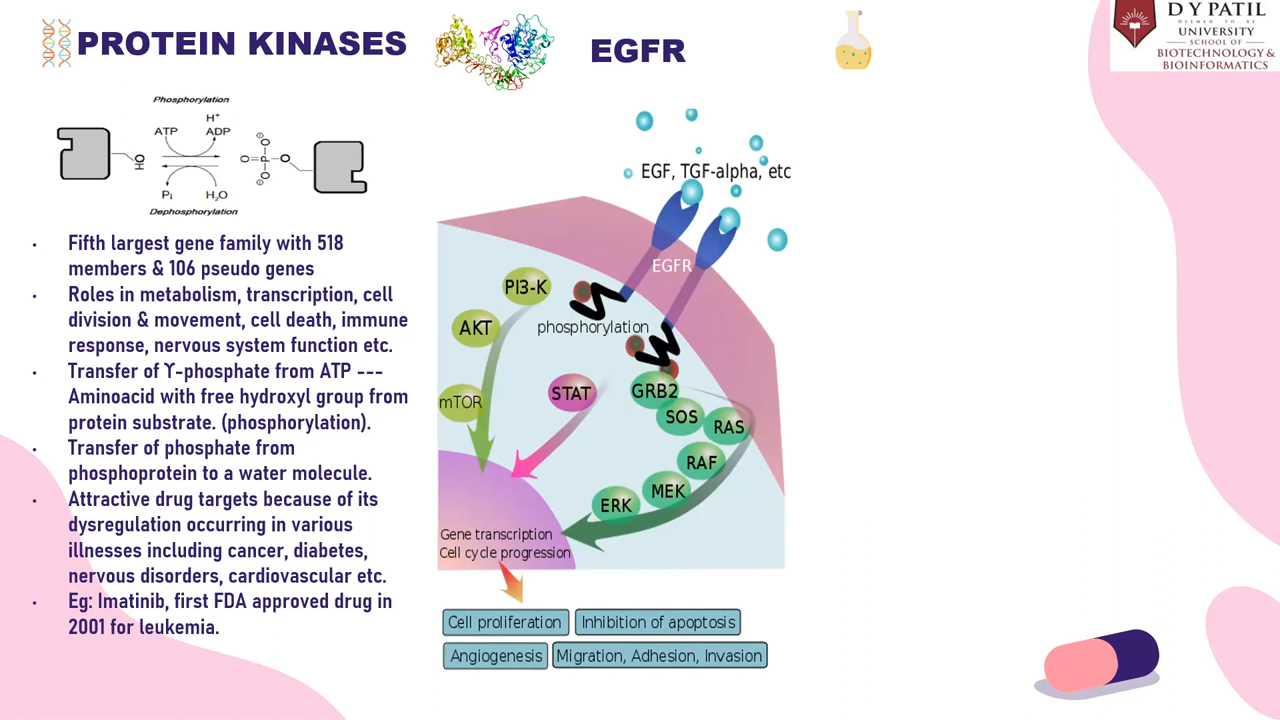 PROTEIN KINASES
Phosphorylation
H⁺
ATP
ADP
HO
O
O=P-O
O
Pi
H₂O
Dephosphorylation
• Fifth largest gene family with 518
members & 106 pseudo genes
• Roles in metabolism, transcription, cell
division & movement, cell death, immune
response, nervous system function etc.
• Transfer of ϒ-phosphate from ATP ---
Aminoacid with free hydroxyl group from
protein substrate. (phosphorylation).
• Transfer of phosphate from
phosphoprotein to a water molecule.
• Attractive drug targets because of its
dysregulation occurring in various
illnesses including cancer, diabetes,
nervous disorders, cardiovascular etc.
• Eg: Imatinib, first FDA approved drug in
2001 for leukemia.
EGFR
EGF, TGF-alpha, etc
EGFR
PI3-K
phosphorylation
AKT
mTOR
STAT
GRB2
SOS
RAS
RAF
MEK
ERK
Gene transcription
Cell cycle progression
Cell proliferation
Inhibition of apoptosis
Angiogenesis
Migration, Adhesion, Invasion
D Y PATIL
DEEMED TO BE
UNIVERSITY
SCHOOL OF
BIOTECHNOLOGY &
BIOINFORMATICS